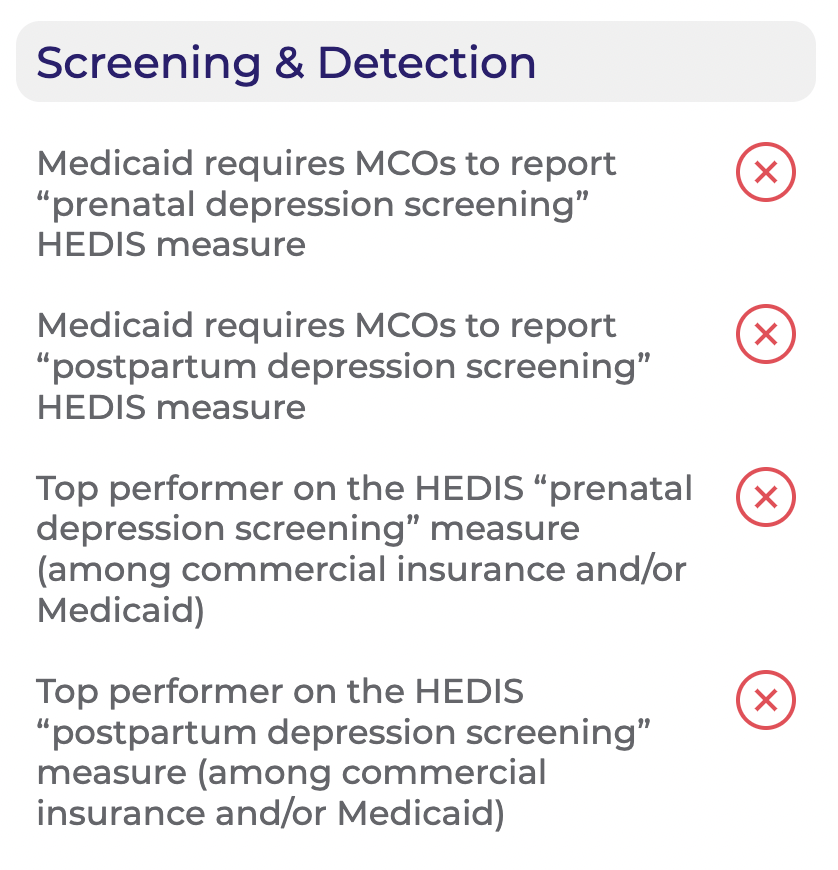 Screening & Detection
Medicaid requires MCOs to report
“prenatal depression screening”
HEDIS measure
Medicaid requires MCOs to report
“postpartum depression screening”
HEDIS measure
Top performer on the HEDIS “prenatal
depression screening” measure
(among commercial insurance and/or
Medicaid)
Top performer on the HEDIS
“postpartum depression screening”
measure (among commercial
insurance and/or Medicaid)